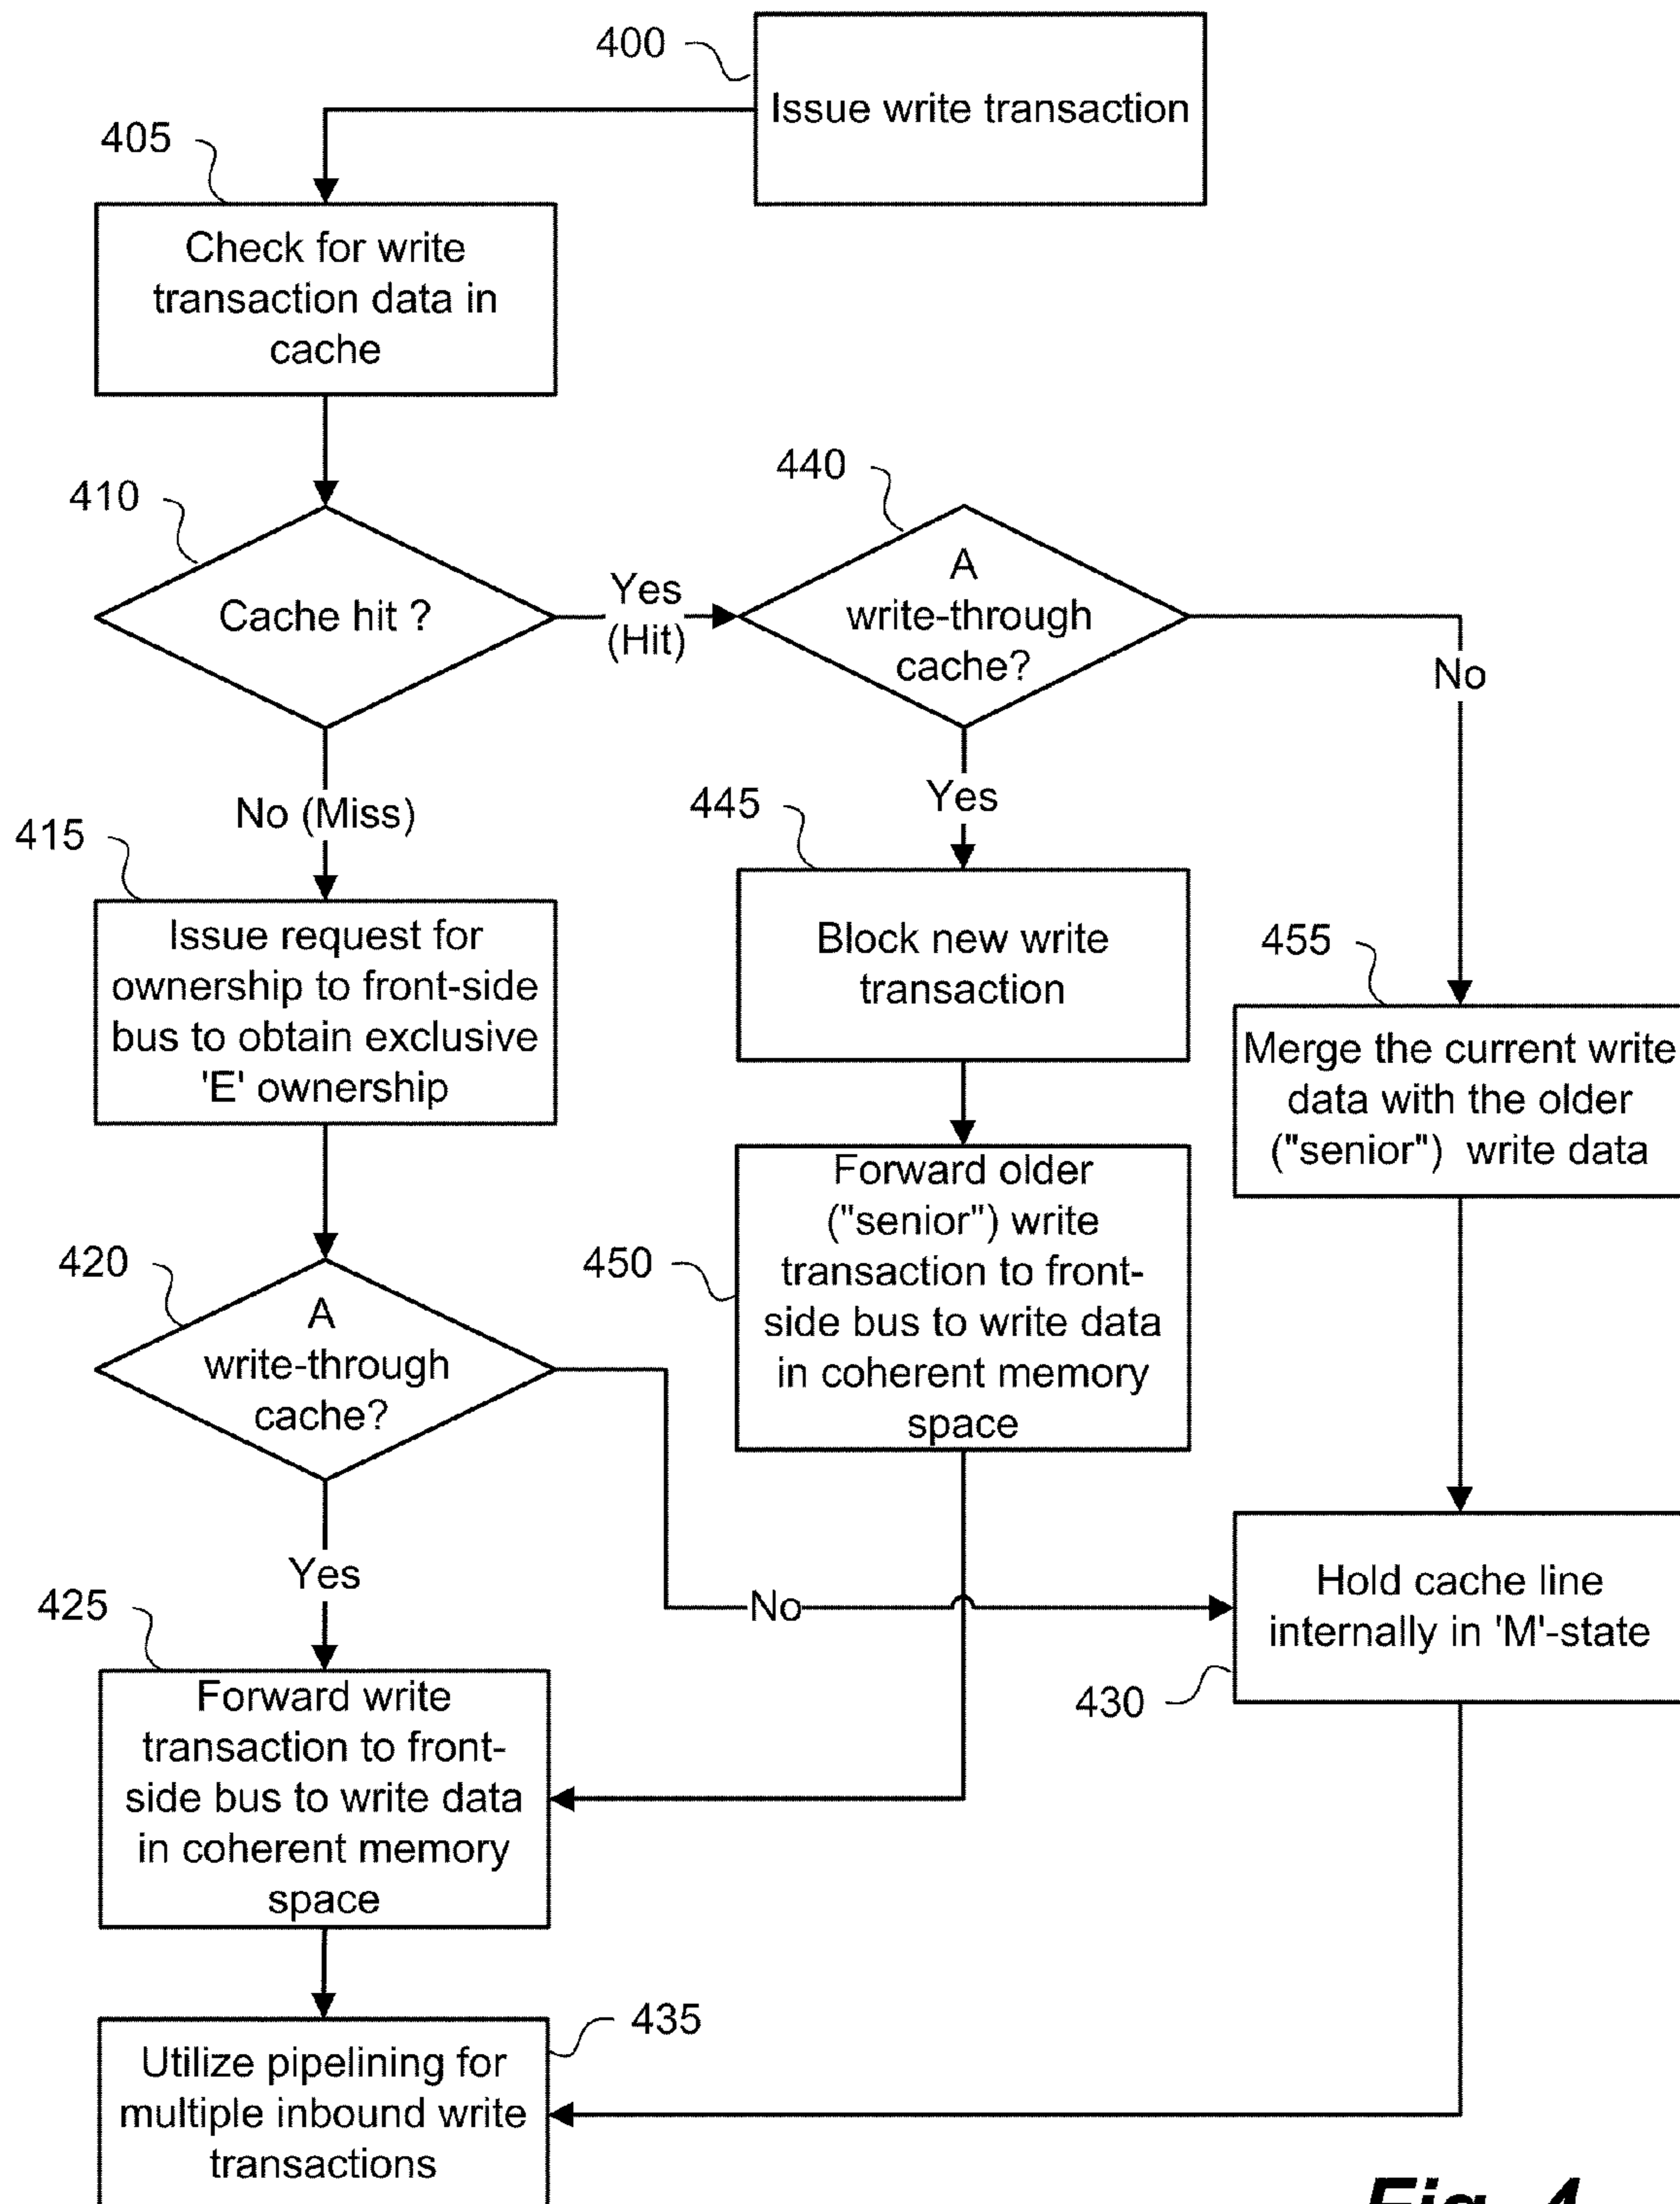 400
Issue write transaction
405
Check for write
transaction data in
cache
410
Cache hit ?
Yes
(Hit)
440
A
write-through
cache?
No
No (Miss)
Yes
415
Issue request for
ownership to front-side
bus to obtain exclusive
'E' ownership
445
Block new write
transaction
455
Merge the current write
data with the older
("senior") write data
420
A
write-through
cache?
450
Forward older
("senior") write
transaction to front-
side bus to write data
in coherent memory
space
Yes
No
Hold cache line
internally in 'M'-state
430
425
Forward write
transaction to front-
side bus to write data
in coherent memory
space
435
Utilize pipelining for
multiple inbound write
transactions
Fig. 4